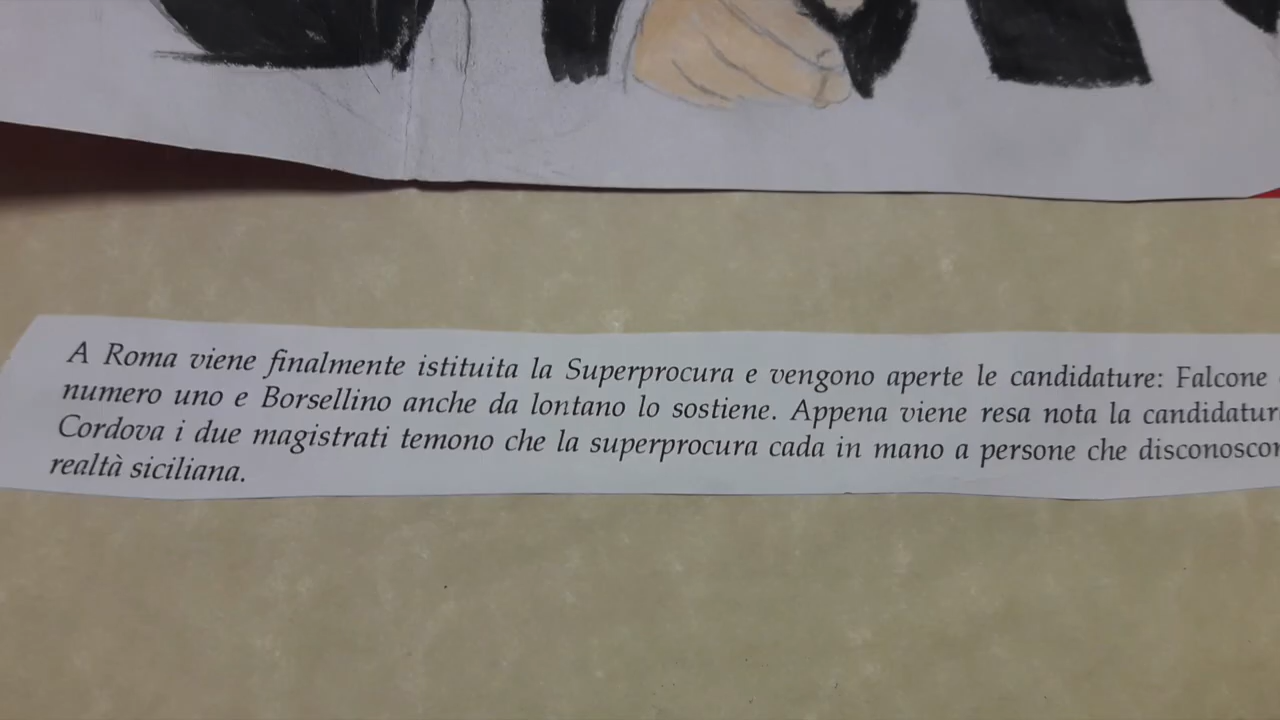 A Roma viene finalmente istituita la Superprocura e vengono aperte le candidature: Falcone
numero uno e Borsellino anche da lontano lo sostiene. Appena viene resa nota la
Cordova i due magistrati temono che la superprocura cada in mano a persone che
realtà siciliana.